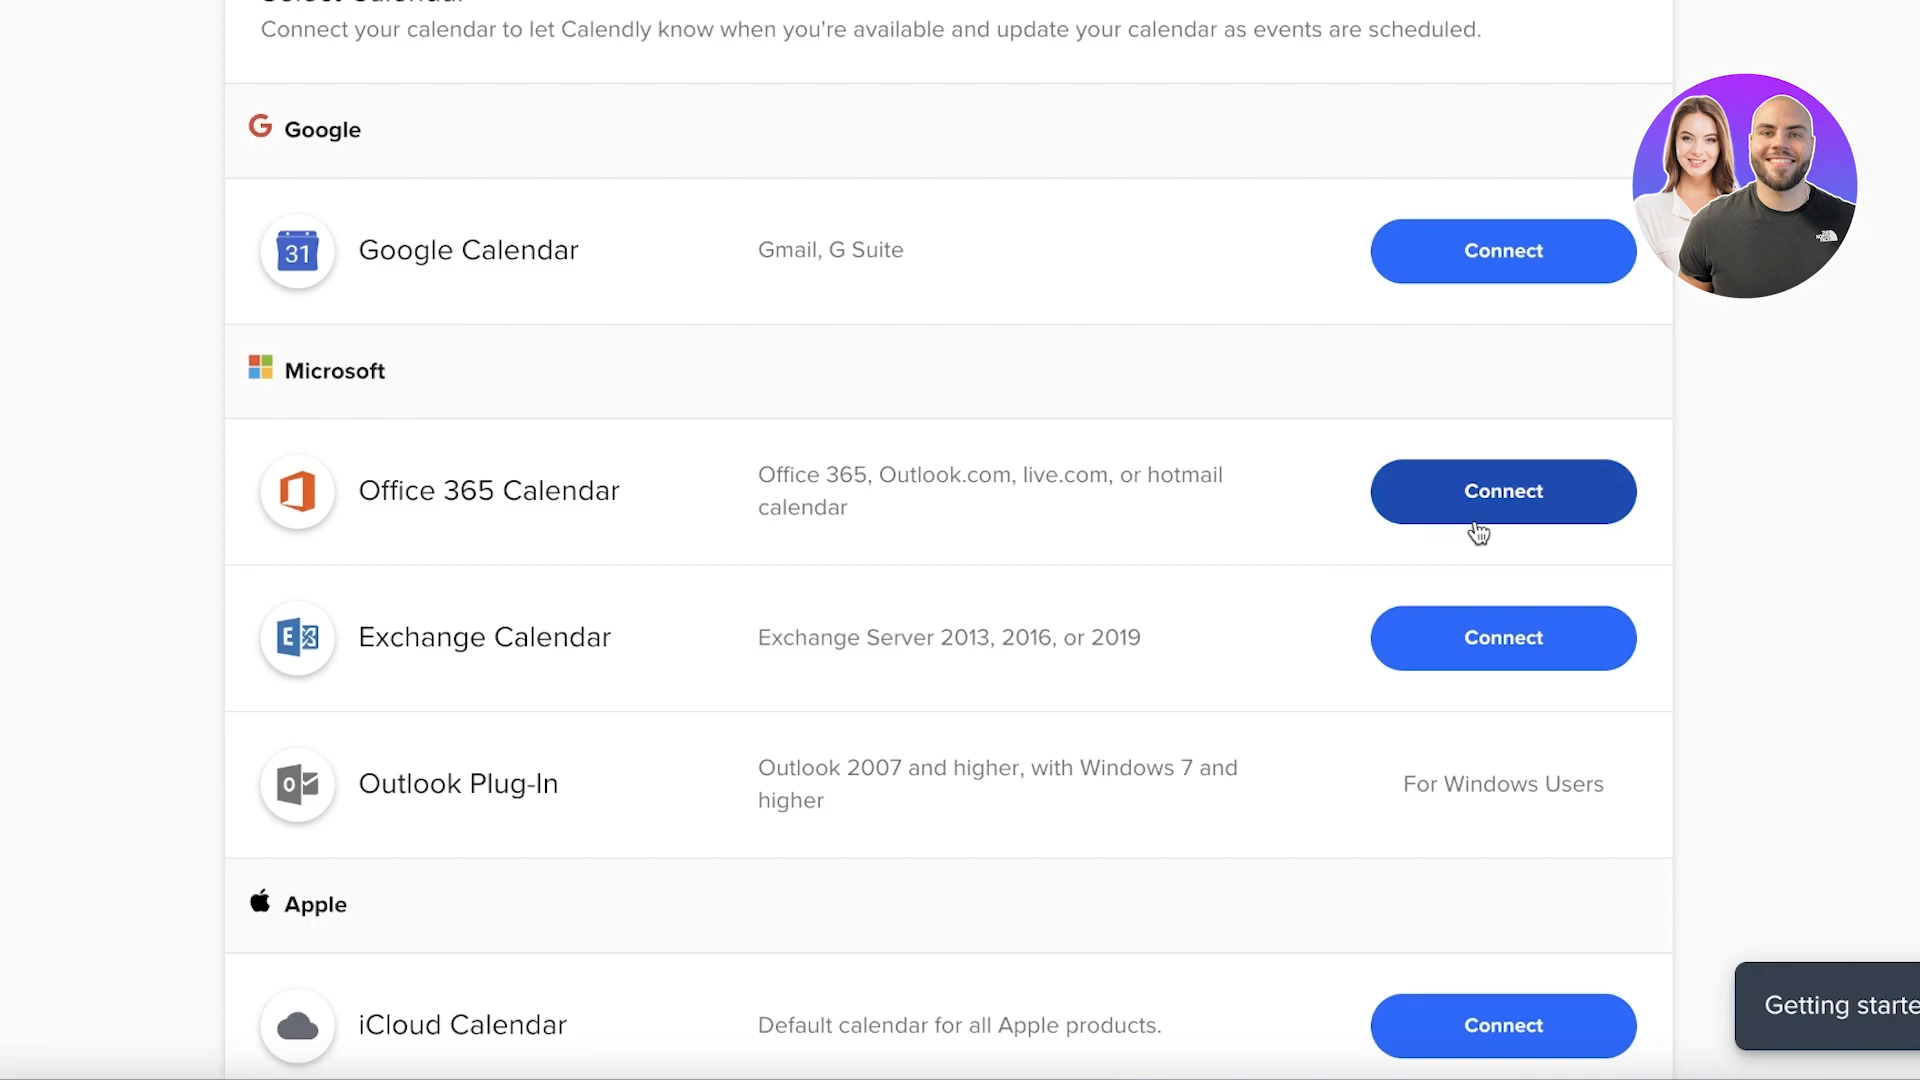 Select Calendar
Connect your calendar to let Calendly know when you're available and update your calendar as events are scheduled.
Google
31
Google Calendar
Gmail, G Suite
Connect
Microsoft
Office 365 Calendar
Office 365, Outlook.com, live.com, or hotmail
calendar
Connect
E
Exchange Calendar
Exchange Server 2013, 2016, or 2019
Connect
O
Outlook Plug-In
Outlook 2007 and higher, with Windows 7 and
higher
For Windows Users
Apple
iCloud Calendar
Default calendar for all Apple products.
Connect
Getting starte